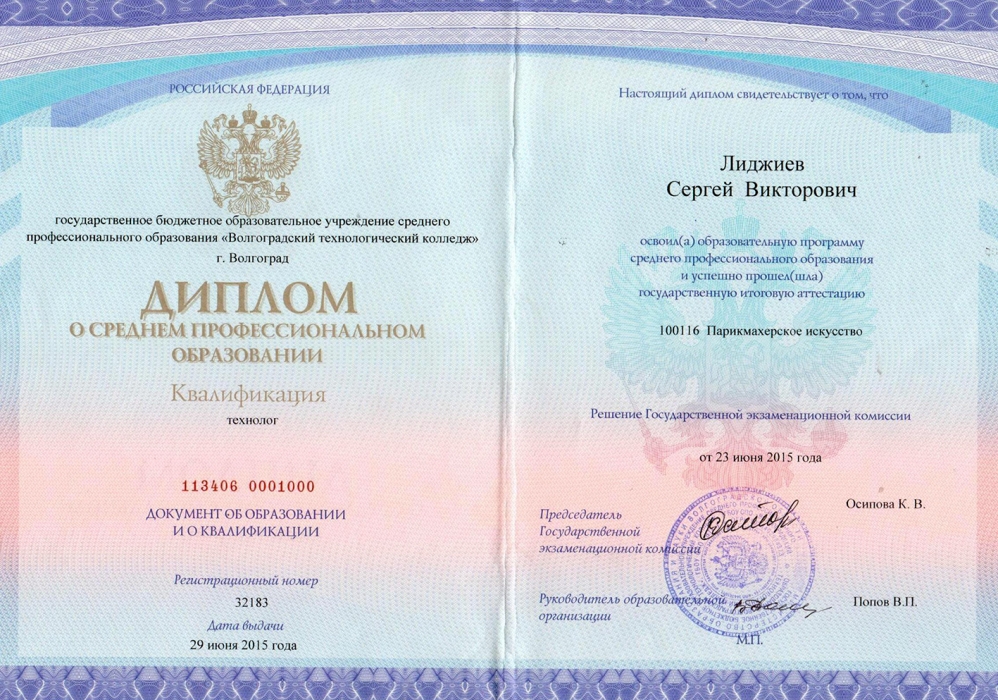 РОССИЙСКАЯ ФЕДЕРАЦИЯ
государственное бюджетное образовательное учреждение среднего
профессионального образования «Волгоградский технологический колледж»
г. Волгоград
ДИПЛОМ
О СРЕДНЕМ ПРОФЕССИОНАЛЬНОМ
ОБРАЗОВАНИИ
Квалификация
технолог
113406 0001000
ДОКУМЕНТ ОБ ОБРАЗОВАНИИ
И О КВАЛИФИКАЦИИ
Регистрационный номер
32183
Дата выдачи
29 июня 2015 года
Настоящий диплом свидетельствует о том, что
Лиджиев
Сергей Викторович
освоил(а) образовательную программу
среднего профессионального образования
и успешно прошел(шла)
государственную итоговую аттестацию
100116 Парикмахерское искусство
Решение Государственной экзаменационной комиссии
от 23 июня 2015 года
Председатель
Государственной
экзаменационной комиссии
Осипова К. В.
Руководитель образовательной
организации
Попов В.П.
М.П.